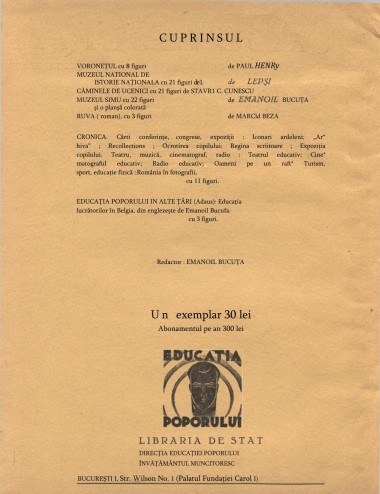 CUPRINSUL
VORONEȚUL cu 8 figuri de PAUL HENRy
MUZEUL NATIONAL DE
ISTORIE NAȚIONALA cu 21 figuri de I. de LEPȘI
CĂMINELE DE UCENICI cu 21 figuri de STAVRI C. CUNESCU
MUZEUL SIMU cu 22 figuri de EMANOIL BUCUȚA
și o planșă colorată
RUVA ( roman), cu 3 figuri de MARCU BEZA
CRONICA. Cărti conferințe, congrese, expoziții : Iconari ardeleni; „Ar"
hiva" ; Recollections ; Ocrotirea copilului; Regina scriitoare ; Expoziția
copilului. Teatru, muzică, cinematograf, radio ; Teatrul educativ; Cine"
matografiul educativ; Radio educativ; Oameni pe un raft" Turism,
sport, educație fizică :România în fotografii.
cu 11 figuri.
EDUCAȚIA POPORULUI IN ALTE ȚĂRI (Adaus): Educația
lucrătorilor în Belgia, din englezește de Emanoil Bucuța
cu 3 figuri.
Redactor : EMANOIL BUCUȚA
Un exemplar 30 lei
Abonamentul pe an 300 lei
EDUCAȚIA
POPORULUI
LIBRARIA DE STAT
DIRECȚIA EDUCAȚIEI POPORULUI
ÎNVĂȚĂMÂNTUL MUNCITORESC
BUCUREȘTI I, Str. Wilson No. 1 (Palatul Fundației Carol I)